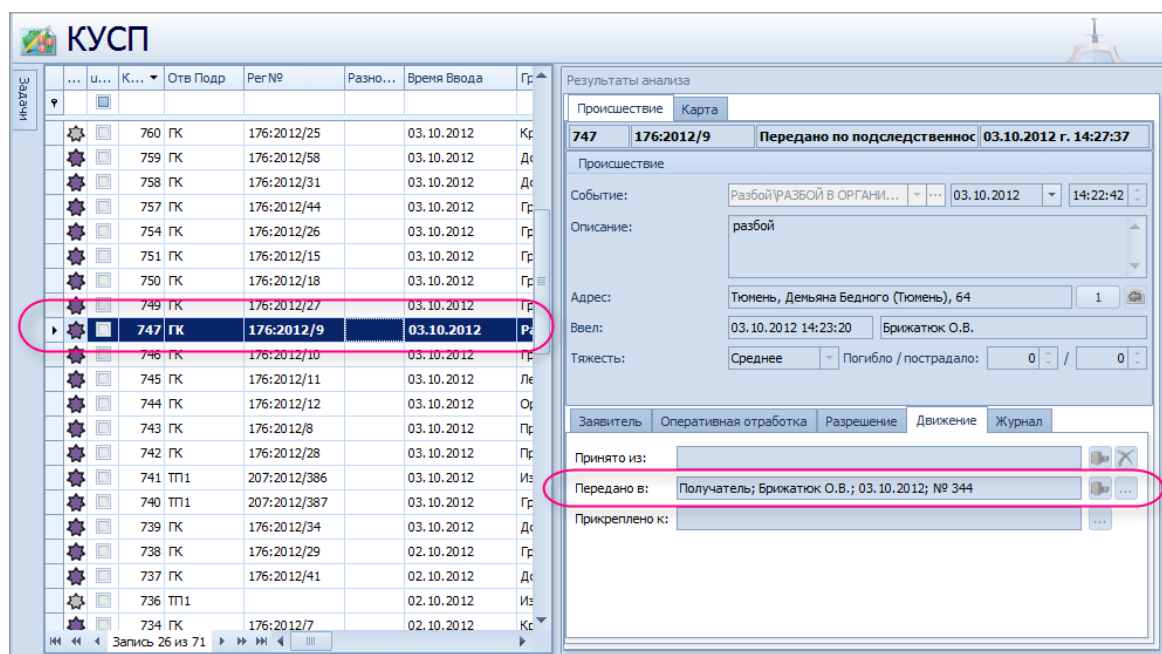 КУСП
Задачи
... u... К... Отв Подр Рег№ Разно... Время Ввода Гр
760 ГК 176:2012/25 03.10.2012 Кр
759 ГК 176:2012/58 03.10.2012 До
758 ГК 176:2012/31 03.10.2012 До
757 ГК 176:2012/44 03.10.2012 Гр
754 ГК 176:2012/26 03.10.2012 Гр
751 ГК 176:2012/15 03.10.2012 Гр
750 ГК 176:2012/18 03.10.2012 Гр
749 ГК 176:2012/27 03.10.2012 Гр
747 ГК 176:2012/9 03.10.2012 Ра
746 ГК 176:2012/10 03.10.2012 Гр
745 ГК 176:2012/11 03.10.2012 Ле
744 ГК 176:2012/12 03.10.2012 Ор
743 ГК 176:2012/8 03.10.2012 Пр
742 ГК 176:2012/28 03.10.2012 Пр
741 ТП1 207:2012/386 03.10.2012 Из
740 ТП1 207:2012/387 03.10.2012 Гр
739 ГК 176:2012/34 03.10.2012 До
738 ГК 176:2012/29 02.10.2012 Гр
737 ГК 176:2012/41 02.10.2012 До
736 ТП1 02.10.2012 Из
734 ГК 176:2012/7 02.10.2012 Кр
Запись 26 из 71
Результаты анализа
Происшествие Карта
747 176:2012/9 Передано по подследственнос 03.10.2012 г. 14:27:37
Происшествие
Событие: Разбой\РАЗБОЙ В ОРГАНИ... ... 03.10.2012 14:22:42
Описание: разбой
Адрес: Тюмень, Демьяна Бедного (Тюмень), 64 1
Ввел: 03.10.2012 14:23:20 Брижатюк О.В.
Тяжесть: Среднее Погибло / пострадало: 0 / 0
Заявитель Оперативная отработка Разрешение Движение Журнал
Принято из:
Передано в: Получатель; Брижатюк О.В.; 03.10.2012; № 344 ...
Прикреплено к: ...